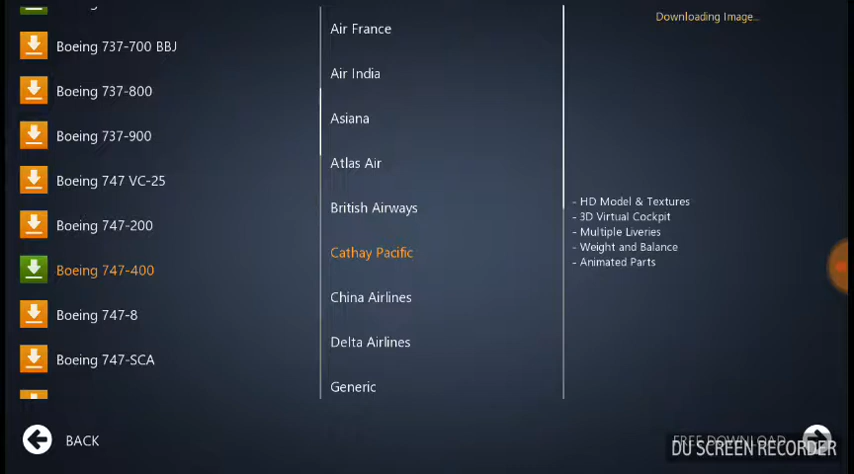 Boeing 737-700 BBJ
Boeing 737-800
Boeing 737-900
Boeing 747 VC-25
Boeing 747-200
Boeing 747-400
Boeing 747-8
Boeing 747-SCA
Air France
Air India
Asiana
Atlas Air
British Airways
Cathay Pacific
China Airlines
Delta Airlines
Generic
Downloading Image...
- HD Model & Textures
- 3D Virtual Cockpit
- Multiple Liveries
- Weight and Balance
- Animated Parts
BACK
FREE DOWNLOAD
DU SCREEN RECORDER